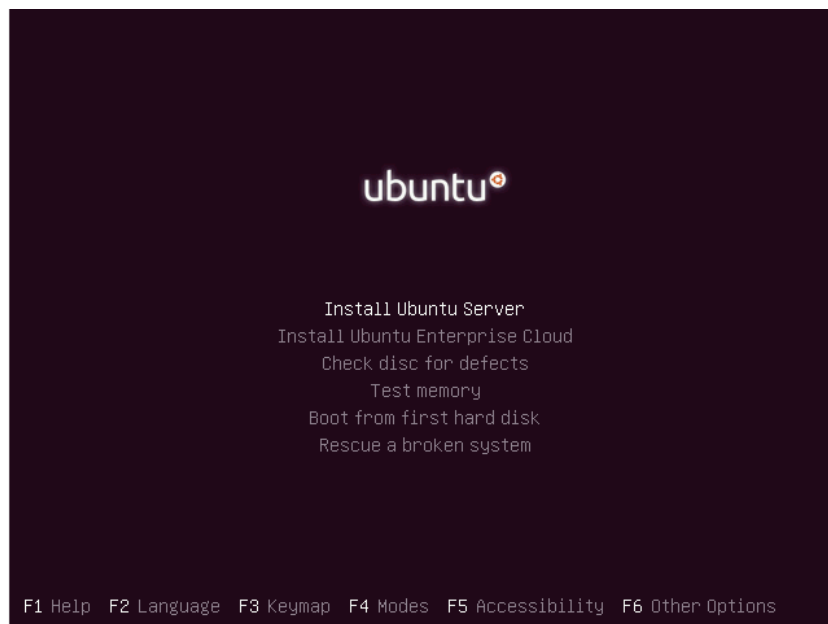 ubuntu
Install Ubuntu Server
Install Ubuntu Enterprise Cloud
Check disc for defects
Test memory
Boot from first hard disk
Rescue a broken system
F1 Help F2 Language F3 Keymap F4 Modes F5 Accessibility F6 Other Options